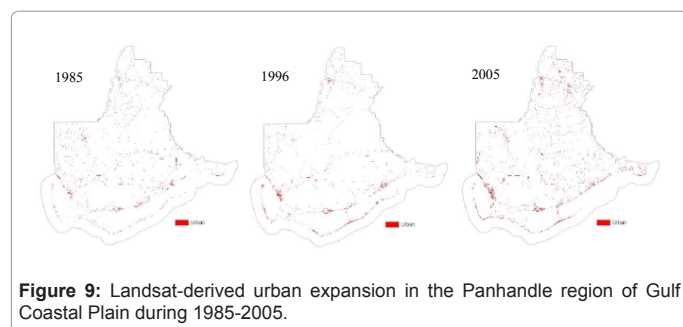 1985
1996
2005
Urban
Urban
Urban
Figure 9: Landsat-derived urban expansion in the Panhandle region of Gulf
Coastal Plain during 1985-2005.